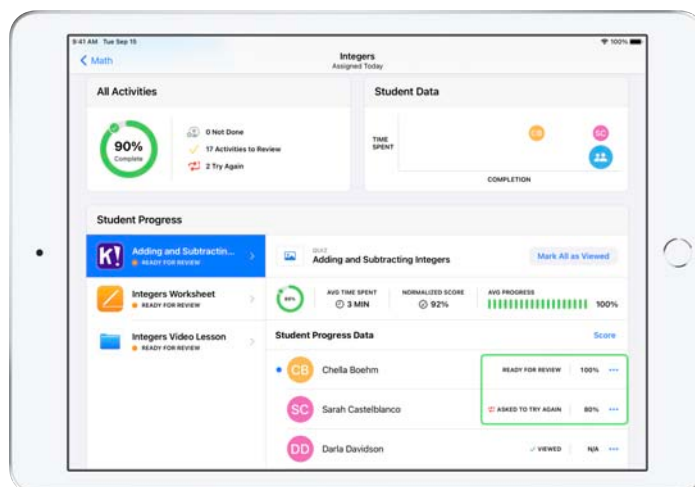 9:41 AM Tue Sep 15
100%
Math
Integers
Assigned Today
All Activities
90%
Complete
0 Not Done
17 Activities to Review
2 Try Again
Student Data
TIME
SPENT
CB
SC
COMPLETION
Student Progress
K!
Adding and Subtractin...
READY FOR REVIEW
Integers Worksheet
READY FOR REVIEW
Integers Video Lesson
READY FOR REVIEW
QUIZ
Adding and Subtracting Integers
Mark All as Viewed
AVG TIME SPENT
3 MIN
NORMALIZED SCORE
92%
AVG PROGRESS
100%
Student Progress Data
Score
CB
Chella Boehm
READY FOR REVIEW
100%
SC
Sarah Castelblanco
ASKED TO TRY AGAIN
80%
DD
Darla Davidson
VIEWED
N/A